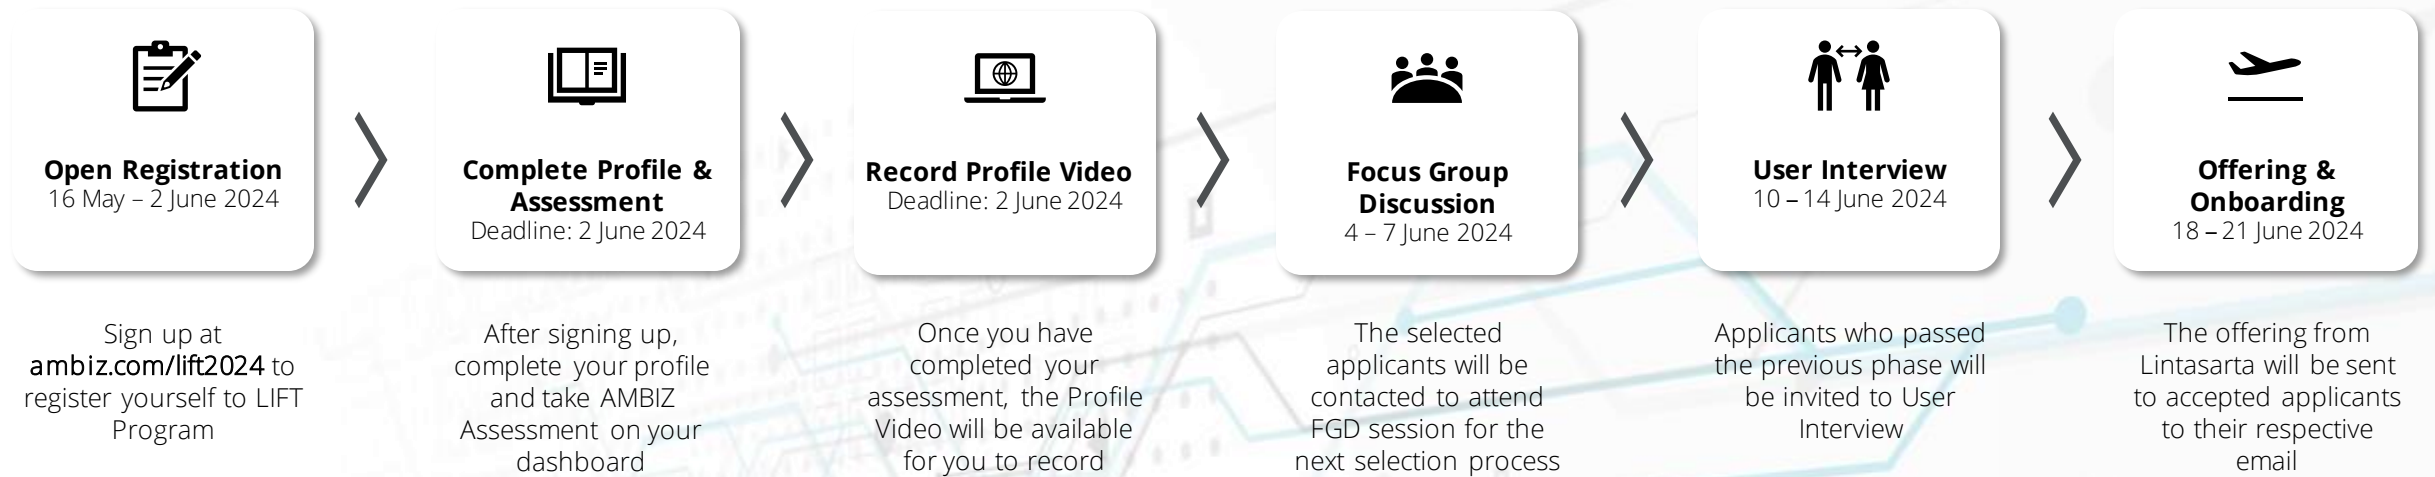 Open Registration
16 May – 2 June 2024
Sign up at
ambiz.com/lift2024 to
register yourself to LIFT
Program
Complete Profile &
Assessment
Deadline: 2 June 2024
After signing up,
complete your profile
and take AMBIZ
Assessment on your
dashboard
Record Profile Video
Deadline: 2 June 2024
Once you have
completed your
assessment, the Profile
Video will be available
for you to record
Focus Group
Discussion
4 – 7 June 2024
The selected
applicants will be
contacted to attend
FGD session for the
next selection process
User Interview
10 – 14 June 2024
Applicants who passed
the previous phase will
be invited to User
Interview
Offering &
Onboarding
18 – 21 June 2024
The offering from
Lintasarta will be sent
to accepted applicants
to their respective
email